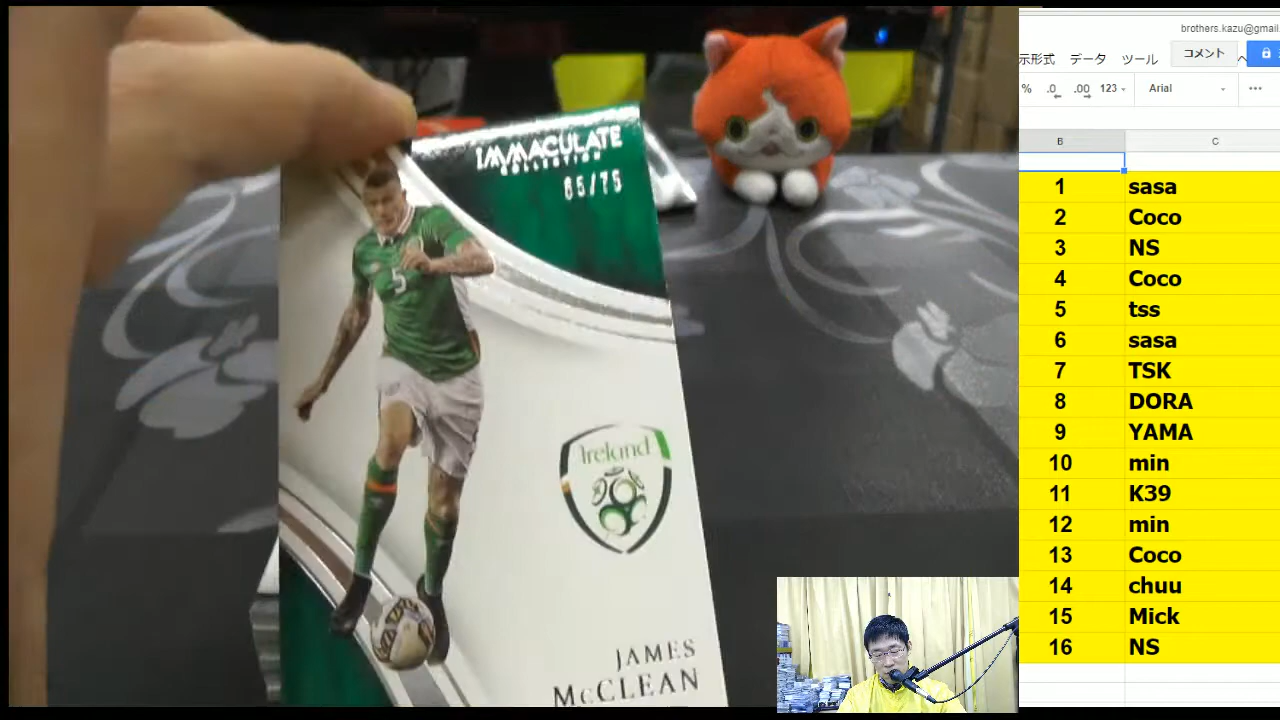 IMMACULATE
COLLECTION
65/75
Ireland
5
JAMES
McCLEAN
brothers.kazu@gmail.
示形式 データ ツール
コメント
% .0 .00 123 Arial
B C
1 sasa
2 Coco
3 NS
4 Coco
5 tss
6 sasa
7 TSK
8 DORA
9 YAMA
10 min
11 K39
12 min
13 Coco
14 chuu
15 Mick
16 NS